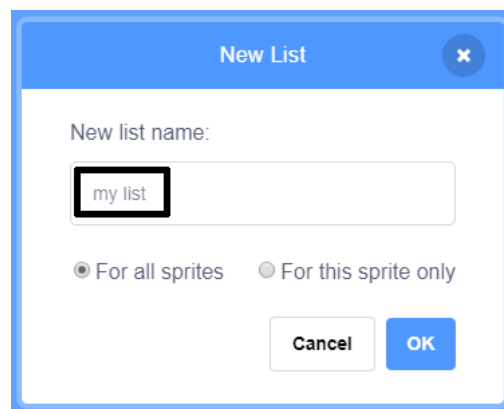 New List
New list name:
my list
For all sprites For this sprite only
Cancel OK